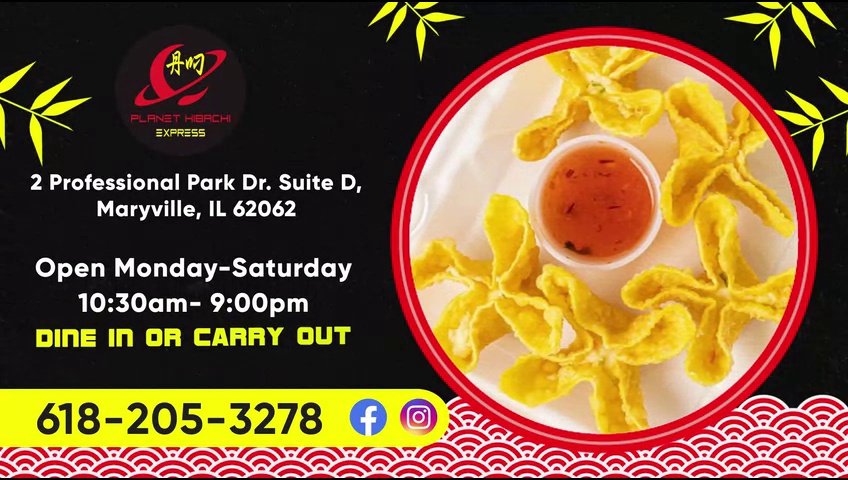 丹叼
PLANET HIBACHI
EXPRESS
2 Professional Park Dr. Suite D,
Maryville, IL 62062
Open Monday-Saturday
10:30am- 9:00pm
DINE IN OR CARRY OUT
618-205-3278